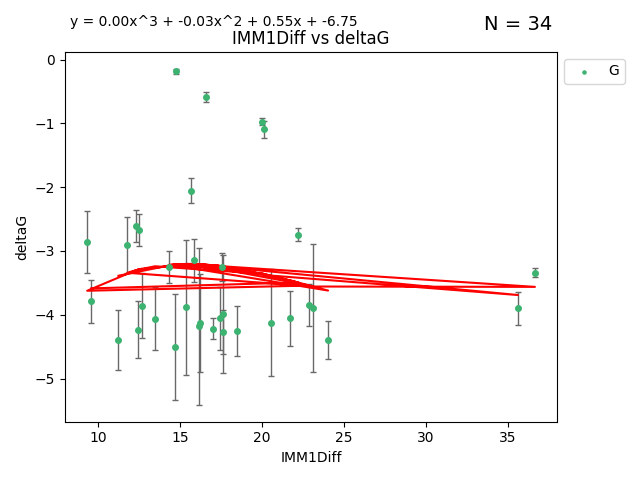 y = 0.00x^3 + -0.03x^2 + 0.55x + -6.75
N = 34
IMM1Diff vs deltaG
G
0
−1
−2
−3
−4
−5
deltaG
10 15 20 25 30 35
IMM1Diff